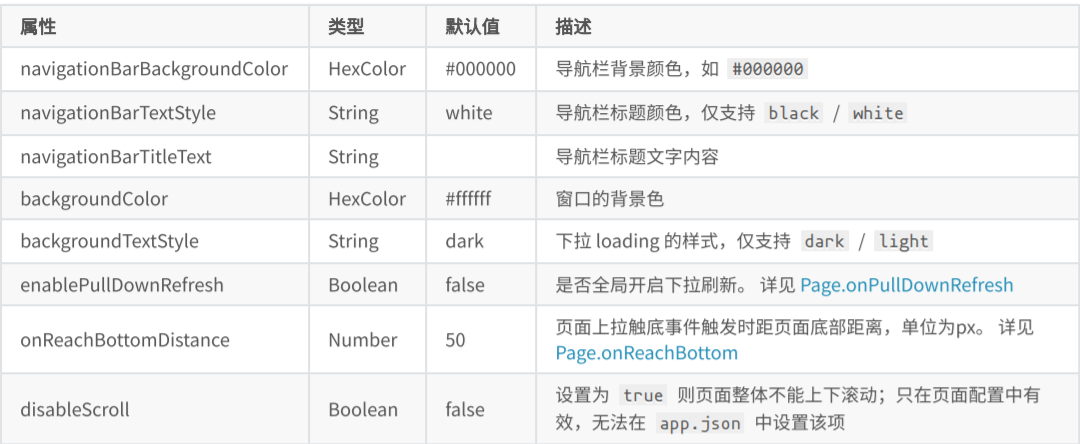 属性 类型 默认值 描述
navigationBarBackgroundColor HexColor #000000 导航栏背景颜色，如 #000000
navigationBarTextStyle String white 导航栏标题颜色，仅支持 black / white
navigationBarTitleText String 导航栏标题文字内容
backgroundColor HexColor #ffffff 窗口的背景色
backgroundTextStyle String dark 下拉 loading 的样式，仅支持 dark / light
enablePullDownRefresh Boolean false 是否全局开启下拉刷新。 详见 Page.onPullDownRefresh
onReachBottomDistance Number 50 页面上拉触底事件触发时距页面底部距离，单位为px。 详见
Page.onReachBottom
disableScroll Boolean false 设置为 true 则页面整体不能上下滚动；只在页面配置中有
效，无法在 app.json 中设置该项